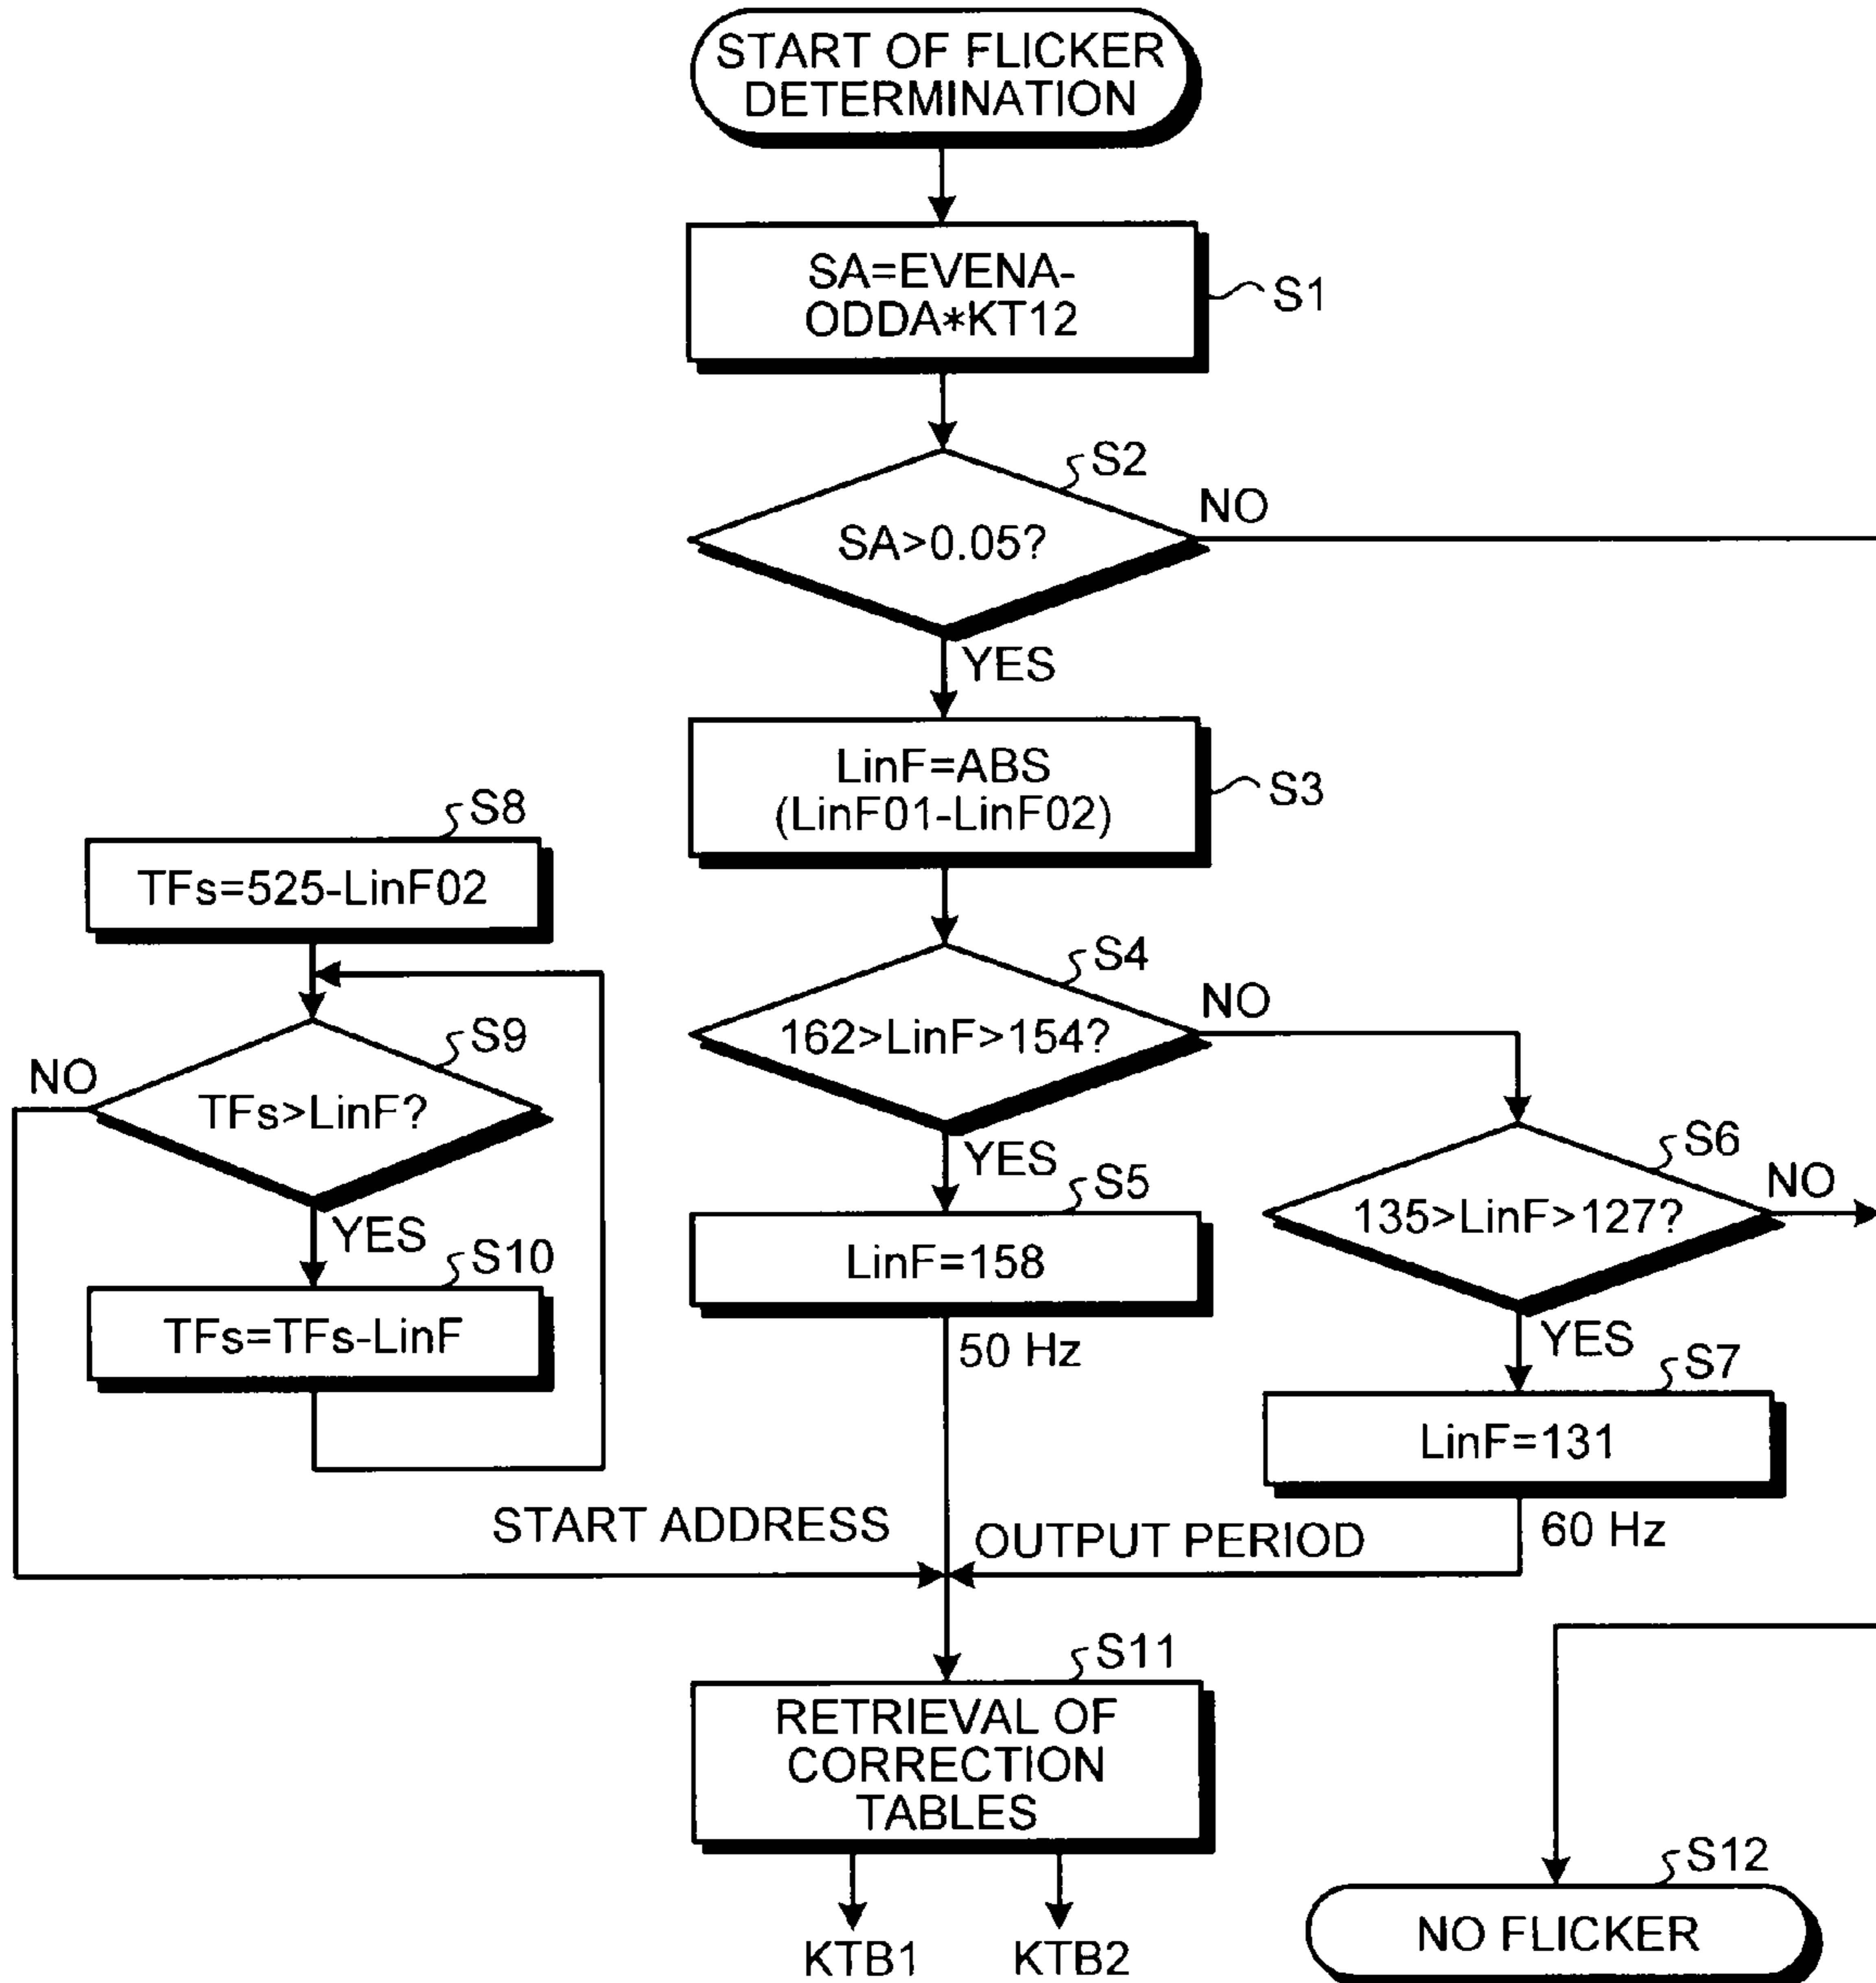 START OF FLICKER
DETERMINATION
SA=EVENA-
ODDA*KT12
S1
S2
SA>0.05?
NO
YES
LinF=ABS
(LinF01-LinF02)
S3
S8
TFs=525-LinF02
S4
162>LinF>154?
NO
S9
NO
TFs>LinF?
YES
S6
135>LinF>127?
NO
YES
S5
LinF=158
50 Hz
S10
TFs=TFs-LinF
YES
S7
LinF=131
60 Hz
START ADDRESS
OUTPUT PERIOD
S11
RETRIEVAL OF
CORRECTION
TABLES
KTB1
KTB2
S12
NO FLICKER